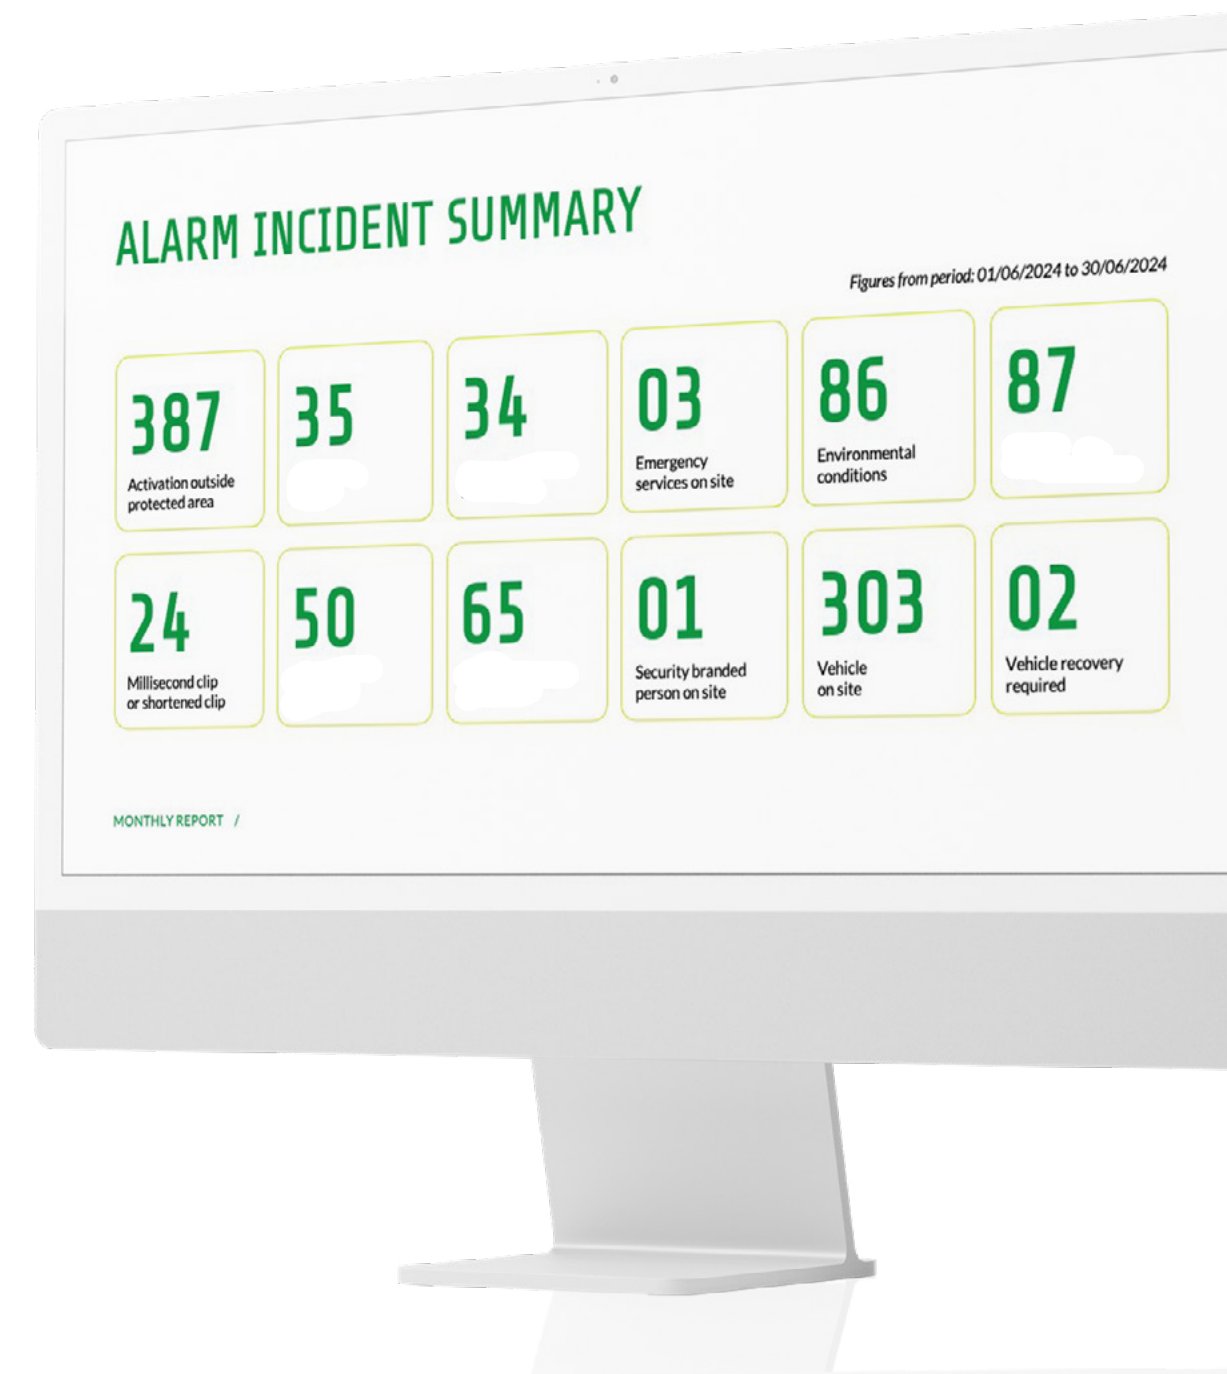 ALARM INCIDENT SUMMARY
Figures from period: 01/06/2024 to 30/06/2024
387
Activation outside
protected area
35
34
03
Emergency
services on site
86
Environmental
conditions
87
24
Millisecond clip
or shortened clip
50
65
01
Security branded
person on site
303
Vehicle
on site
02
Vehicle recovery
required
MONTHLY REPORT /